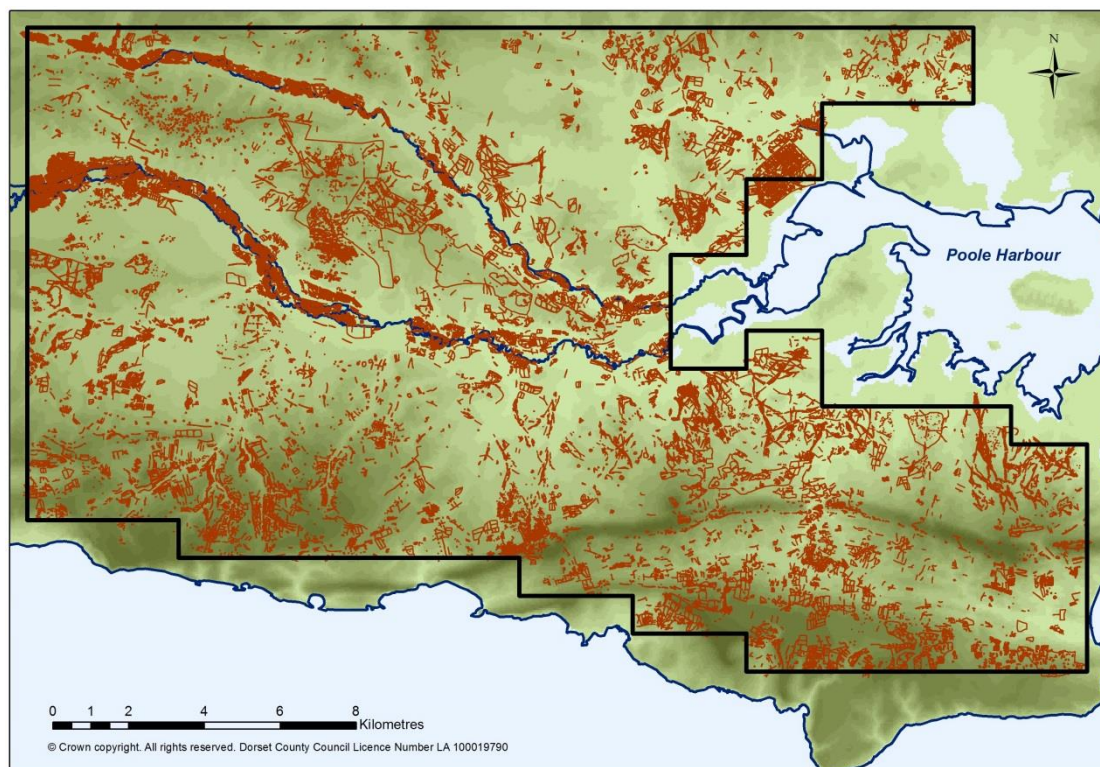 N
Poole Harbour
0 1 2 4 6 8
Kilometres
© Crown copyright. All rights reserved. Dorset County Council Licence Number LA 100019790